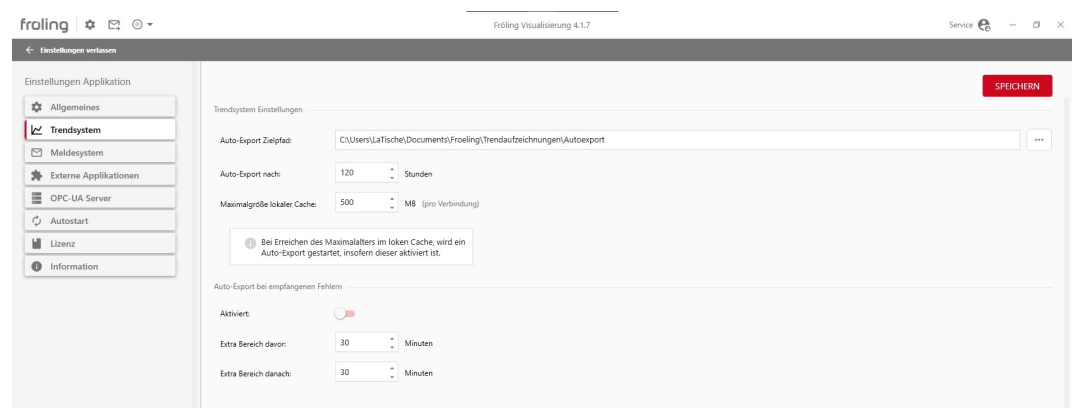 froling
Fröling Visualisierung 4.1.7
Service
Einstellungen verlassen
Einstellungen Applikation
Allgemeines
Trendsystem
Meldesystem
Externe Applikationen
OPC-UA Server
Autostart
Lizenz
Information
SPEICHERN
Trendsystem Einstellungen
Auto-Export Zielpfad: C:\Users\LaTische\Documents\Froeling\Trendaufzeichnungen\Autoexport ...
Auto-Export nach: 120 Stunden
Maximalgröße lokaler Cache: 500 MB (pro Verbindung)
Bei Erreichen des Maximalalters im loken Cache, wird ein
Auto-Export gestartet, insofern dieser aktiviert ist.
Auto-Export bei empfangenen Fehlern
Aktiviert:
Extra Bereich davor: 30 Minuten
Extra Bereich danach: 30 Minuten